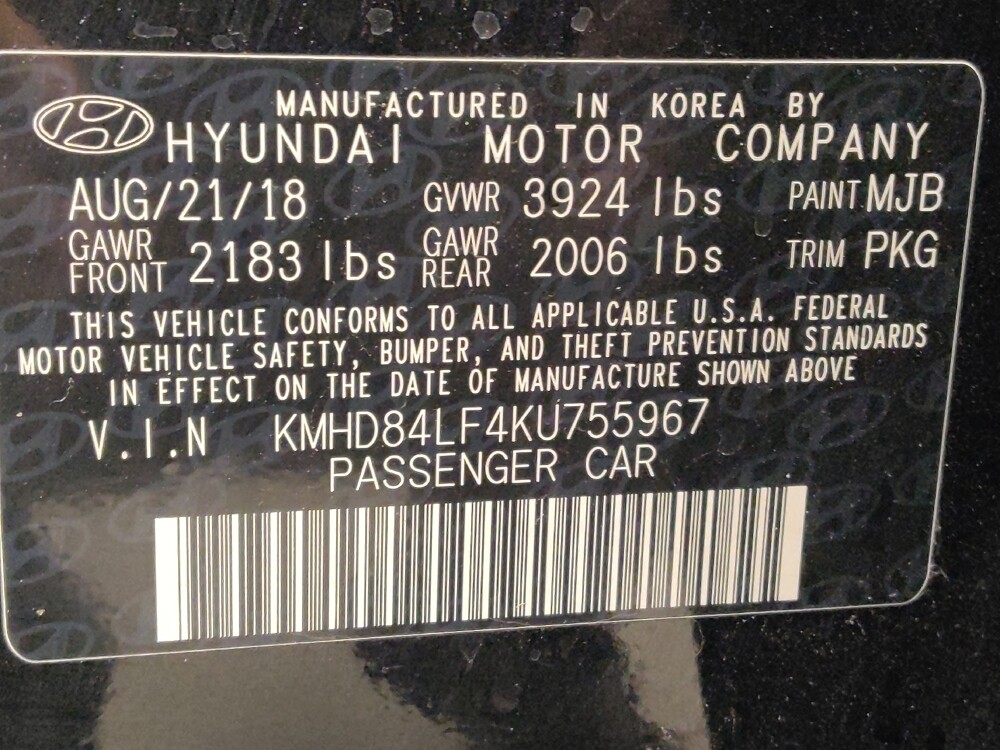 MANUFACTURED IN KOREA BY
HYUNDAI MOTOR COMPANY
AUG/21/18 GVWR 3924 lbs PAINT MJB
GAWR FRONT 2183 lbs GAWR REAR 2006 lbs TRIM PKG
THIS VEHICLE CONFORMS TO ALL APPLICABLE U.S.A. FEDERAL
MOTOR VEHICLE SAFETY, BUMPER, AND THEFT PREVENTION STANDARDS
IN EFFECT ON THE DATE OF MANUFACTURE SHOWN ABOVE
V.I.N KMHD84LF4KU755967
PASSENGER CAR